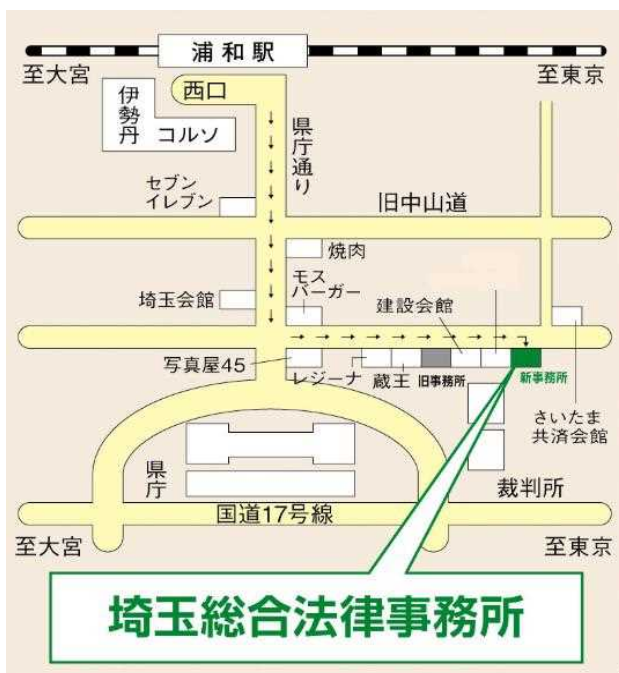 浦和駅
至大宮
至東京
西口
伊勢丹
コルソ
県庁通り
セブン
イレブン
旧中山道
焼肉
モス
バーガー
埼玉会館
建設会館
写真屋45
レジーナ
蔵王
旧事務所
新事務所
さいたま
共済会館
県庁
裁判所
国道17号線
至大宮
至東京
埼玉総合法律事務所